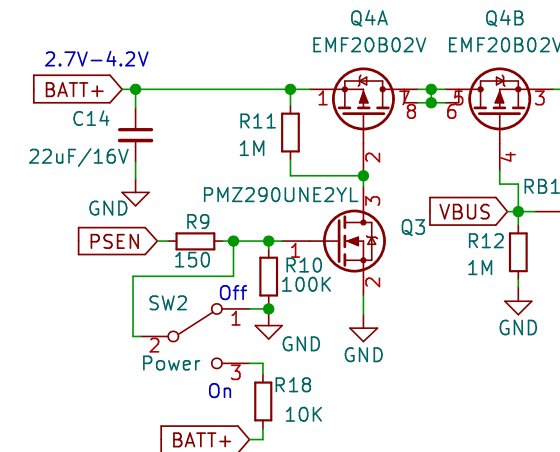 Q4A Q4B
EMF20B02V EMF20B02V
2.7V-4.2V
BATT+ 1 7 5 3
8 6
C14 R11
1M
22uF/16V 2 4
PMZ290UNE2YL RB1
GND 3 VBUS
R9 Q3
PSEN 1 R12
150 R10 1M
100K
Off 2
SW2
1
GND GND
2 GND
Power
3 R18
On
10K
BATT+